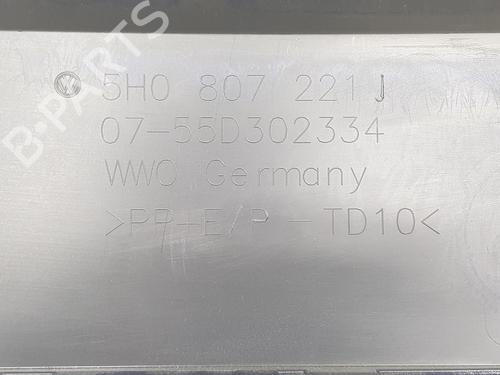 B-PARTS
5H0 807 221 J
07-55D302334
WWO Germany
>PP-E/P-TD10<